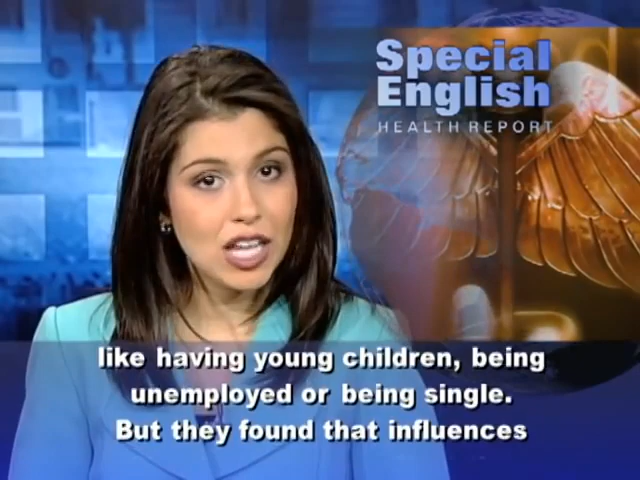 Special
English
HEALTH REPORT
like having young children, being
unemployed or being single.
But they found that influences